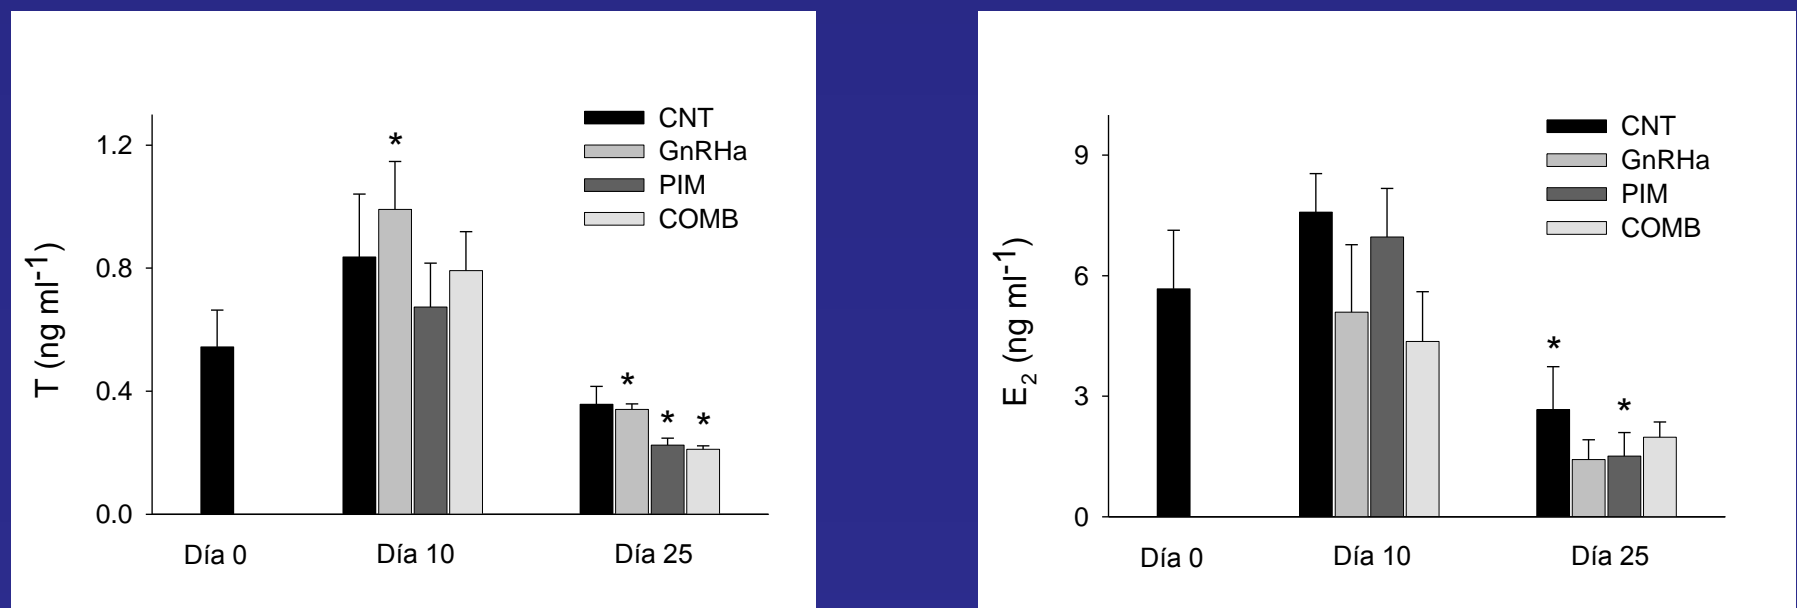 T (ng ml-1)
1.2
0.8
0.4
0.0
CNT
GnRHa
PIM
COMB
*
*
*
*
Día 0
Día 10
Día 25
E2 (ng ml-1)
9
6
3
0
CNT
GnRHa
PIM
COMB
*
*
Día 0
Día 10
Día 25